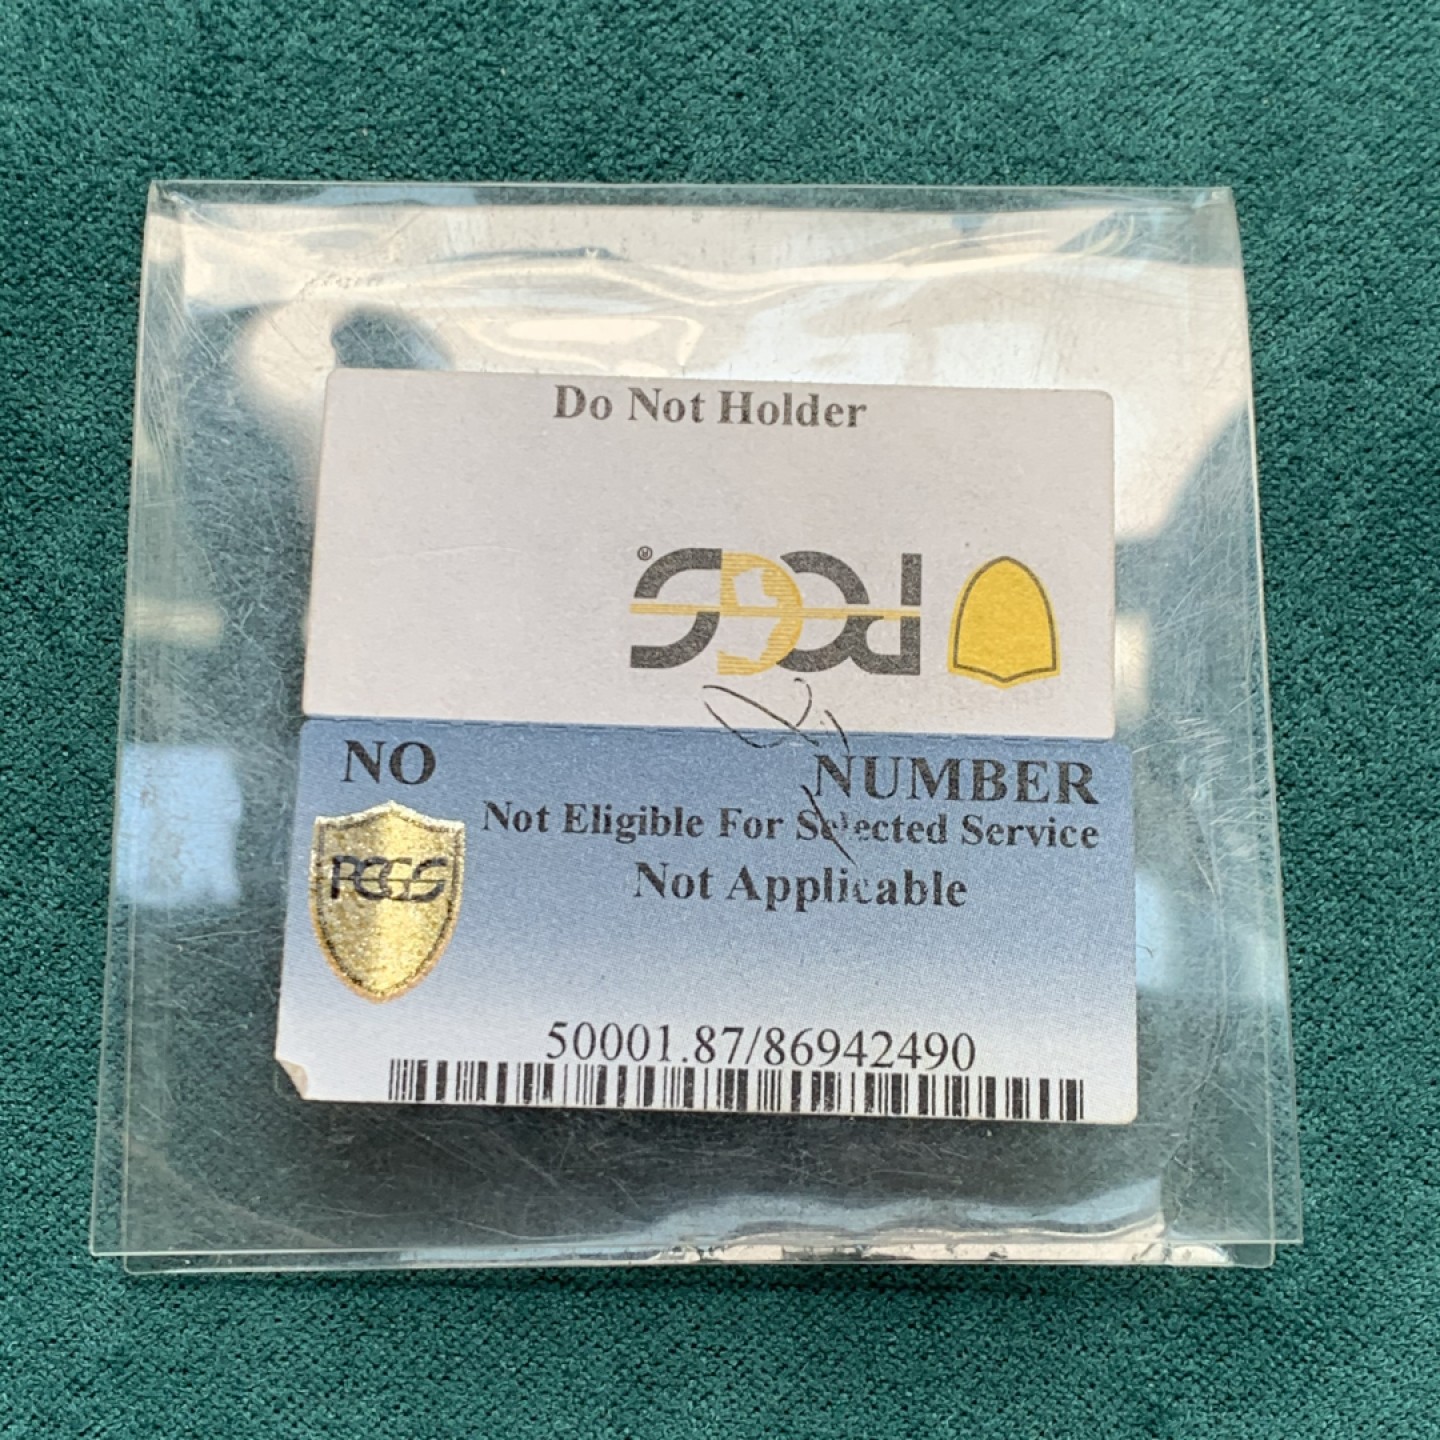 Do Not Holder
PCGS®
NO NUMBER
Not Eligible For Selected Service
Not Applicable
PCGS
50001.87/86942490